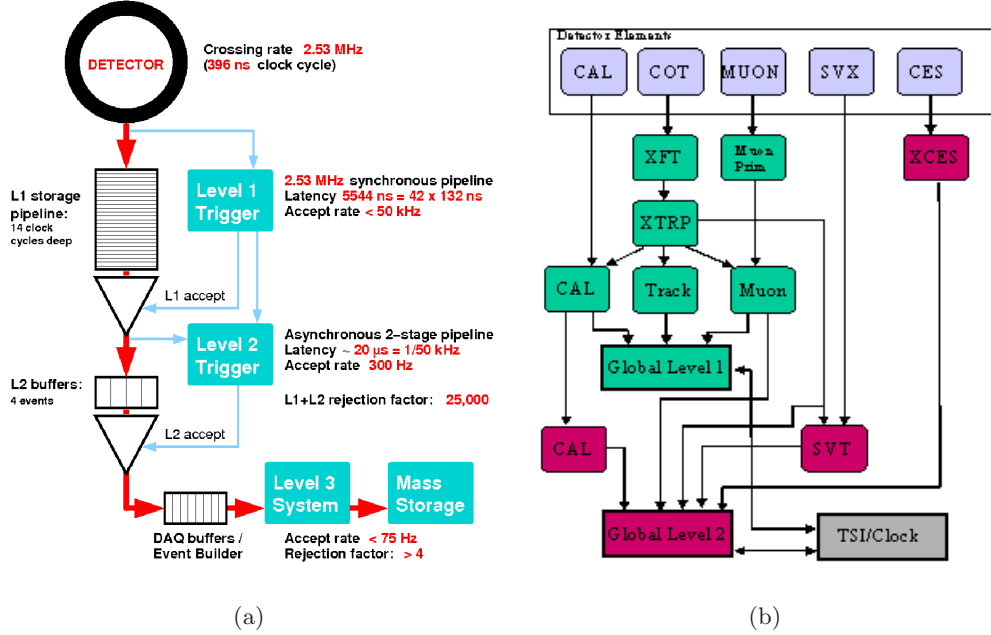 DETECTOR
Crossing rate 2.53 MHz
(396 ns clock cycle)
L1 storage
pipeline:
14 clock
cycles deep
Level 1
Trigger
2.53 MHz synchronous pipeline
Latency 5544 ns = 42 x 132 ns
Accept rate < 50 kHz
L1 accept
Level 2
Trigger
Asynchronous 2–stage pipeline
Latency ~ 20 µs = 1/50 kHz
Accept rate 300 Hz
L2 buffers:
4 events
L1+L2 rejection factor: 25,000
L2 accept
Level 3
System
Mass
Storage
DAQ buffers /
Event Builder
Accept rate < 75 Hz
Rejection factor: > 4
(a)
Detector Elements
CAL
COT
MUON
SVX
CES
XFT
Muon
Prim
XCES
XTRP
CAL
Track
Muon
Global Level 1
CAL
SVT
Global Level 2
TSI/Clock
(b)